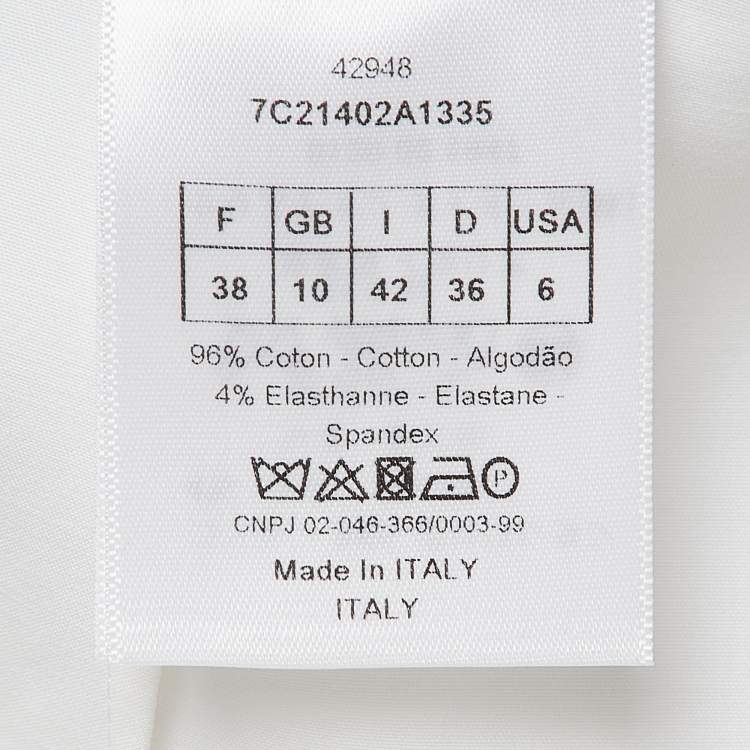 42948
7C21402A1335
F GB I D USA
38 10 42 36 6
96% Coton - Cotton - Algodão
4% Elasthanne - Elastane -
Spandex
P
CNPJ 02-046-366/0003-99
Made In ITALY
ITALY